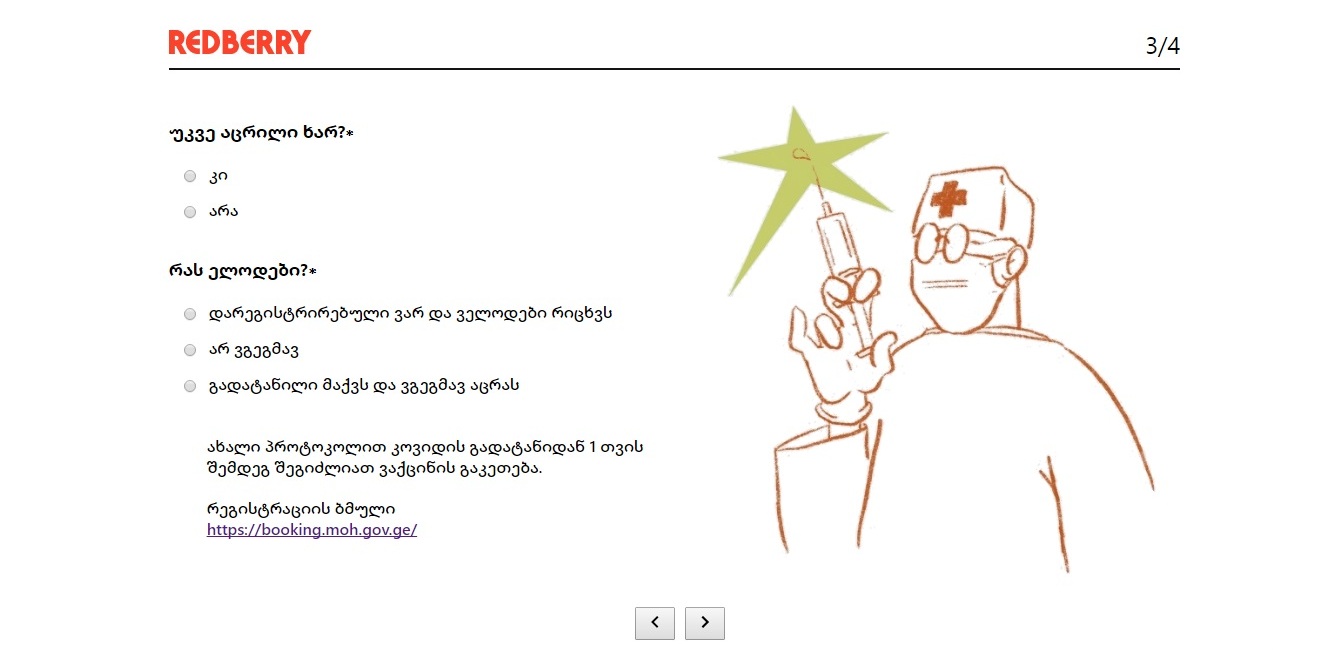 REDBERRY
3/4
უკვე აცრილი ხარ?*
კი
არა
რას ელოდები?*
დარეგისტრირებული ვარ და ველოდები რიცხვს
არ ვგეგმავ
გადატანილი მაქვს და ვგეგმავ აცრას
ახალი პროტოკოლით კოვიდის გადატანიდან 1 თვის
შემდეგ შეგიძლიათ ვაქცინის გაკეთება.
რეგისტრაციის ბმული
https://booking.moh.gov.ge/